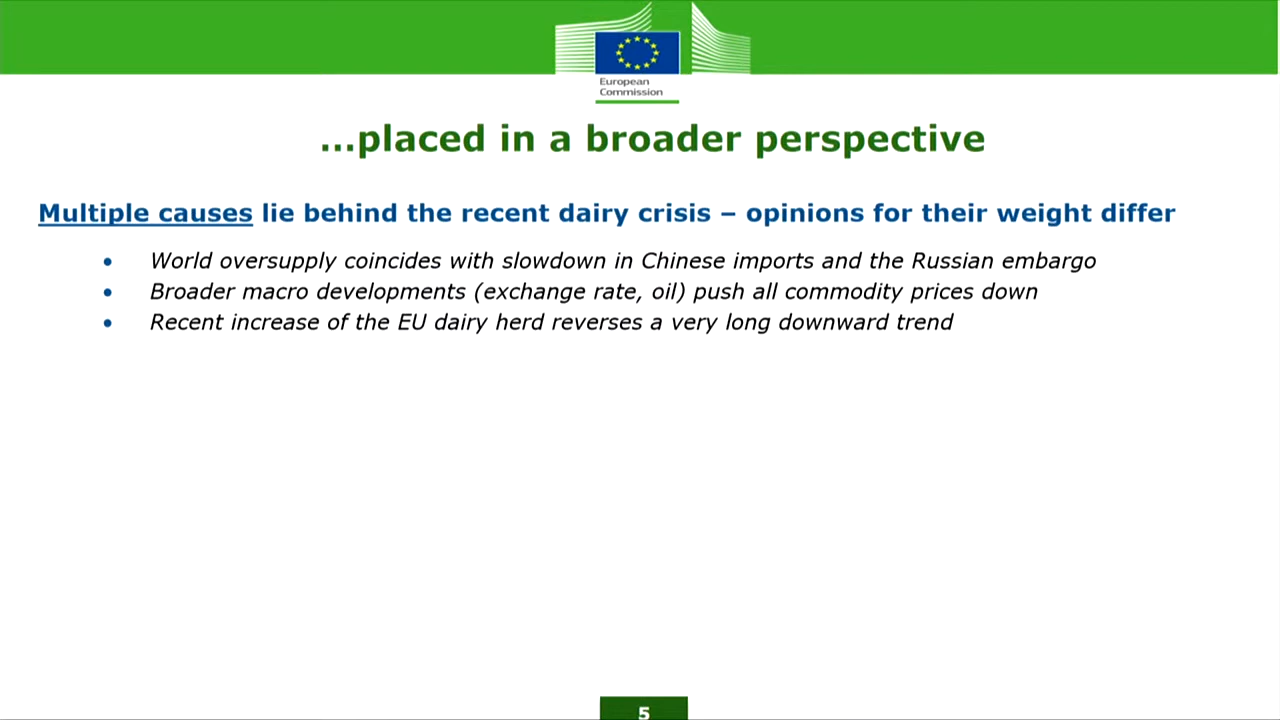 European
Commission
...placed in a broader perspective
Multiple causes lie behind the recent dairy crisis – opinions for their weight differ
• World oversupply coincides with slowdown in Chinese imports and the Russian embargo
• Broader macro developments (exchange rate, oil) push all commodity prices down
• Recent increase of the EU dairy herd reverses a very long downward trend
5